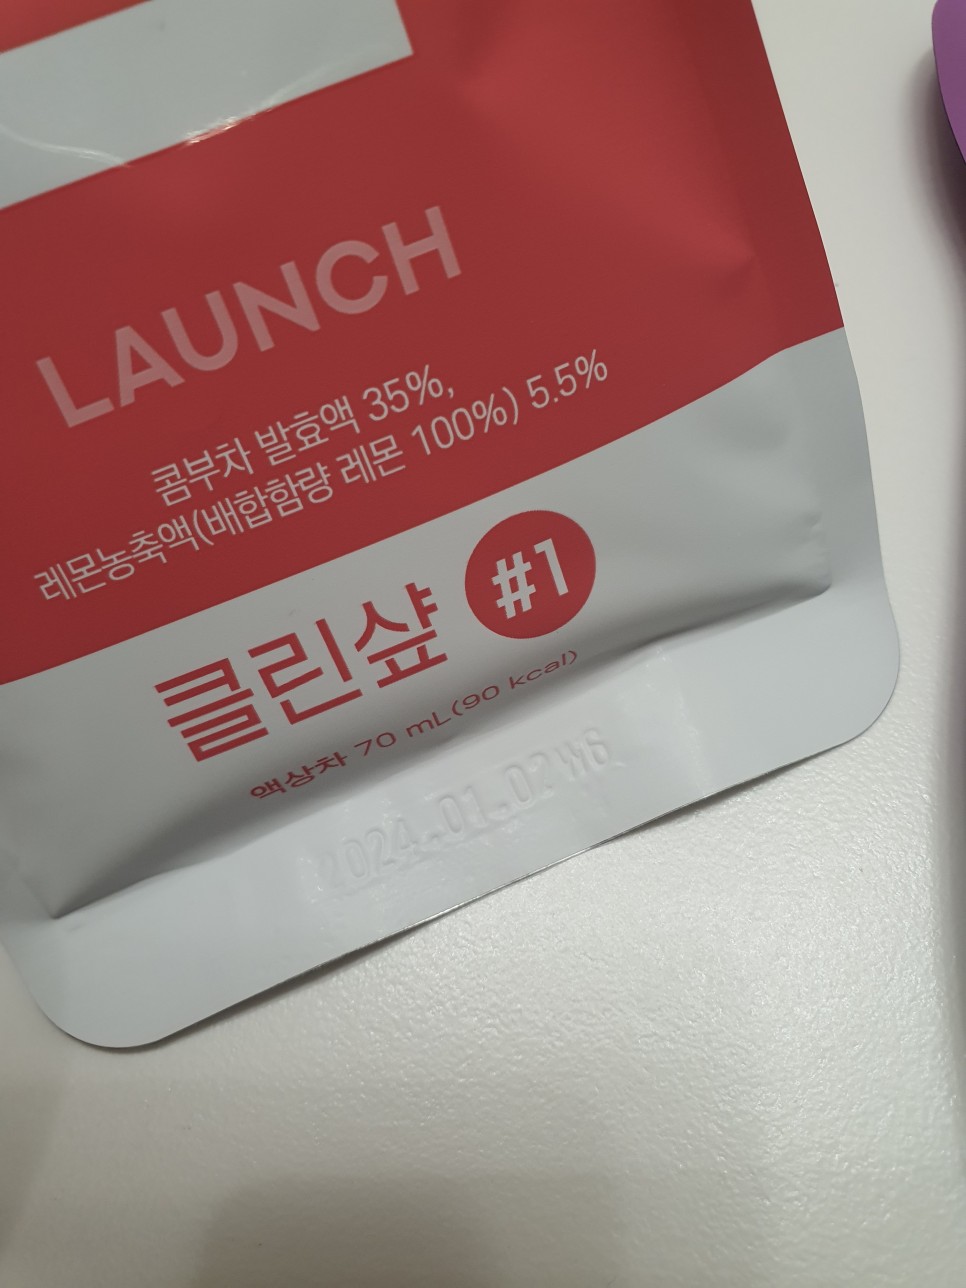 LAUNCH
콤부차 발효액 35%,
레몬농축액(배합함량 레몬 100%) 5.5%
클린샾 #1
액상차 70 mL(90 kcal)
2024.01.02